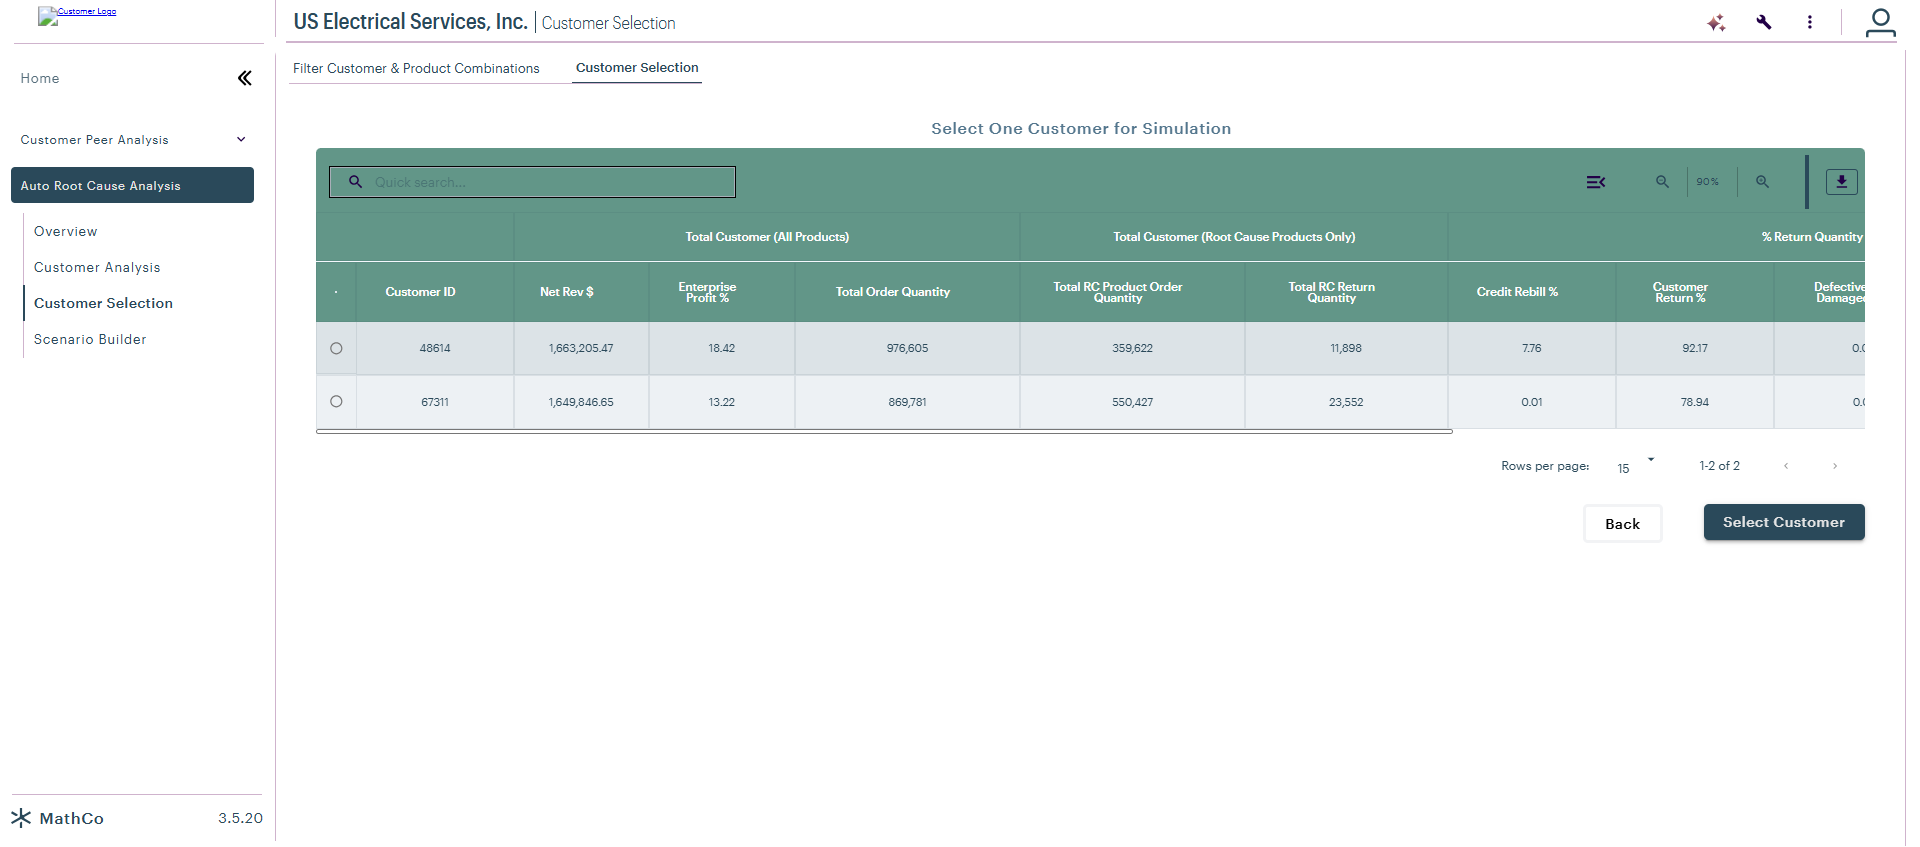 Customer Logo
US Electrical Services, Inc. | Customer Selection
Home
Filter Customer & Product Combinations
Customer Selection
Customer Peer Analysis
Auto Root Cause Analysis
Overview
Customer Analysis
Customer Selection
Scenario Builder
Select One Customer for Simulation
Quick search...
90%
Total Customer (All Products)
Total Customer (Root Cause Products Only)
% Return Quantity
Customer ID
Net Rev $
Enterprise
Profit %
Total Order Quantity
Total RC Product Order
Quantity
Total RC Return
Quantity
Credit Rebill %
Customer
Return %
Defective
Damaged
48614 1,663,205.47 18.42 976,605 359,622 11,898 7.76 92.17 0.0
67311 1,649,846.65 13.22 869,781 550,427 23,552 0.01 78.94 0.0
Rows per page: 15 1-2 of 2
Back
Select Customer
MathCo 3.5.20